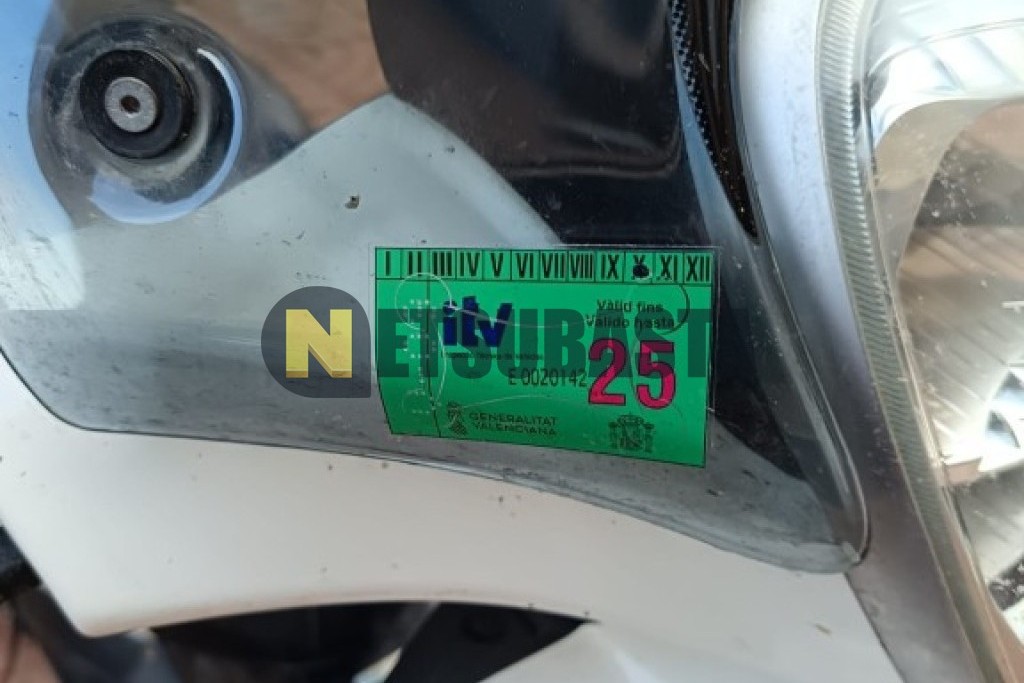 I II III IV V VI VII VIII IX X XI XII
itv
Vàlid fins
Válido hasta
25
E 0020142
GENERALITAT
VALENCIANA
N NETSUBAST